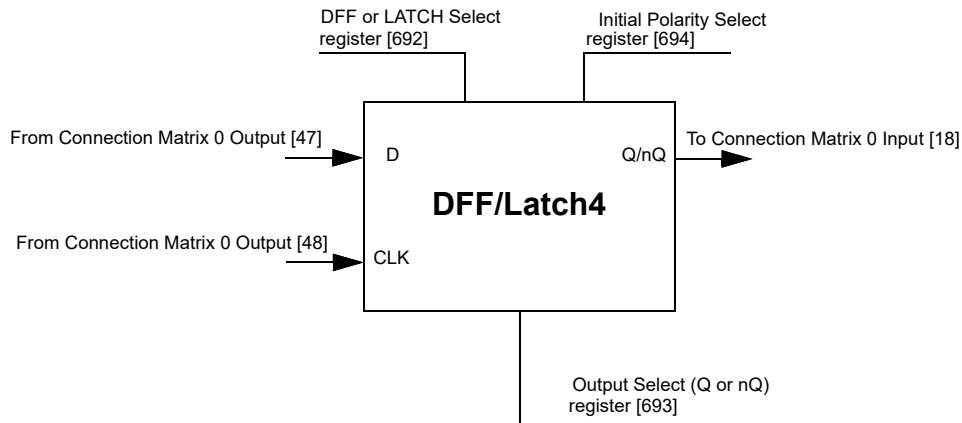 DFF or LATCH Select
register [692]
Initial Polarity Select
register [694]
From Connection Matrix 0 Output [47]
D
Q/nQ
To Connection Matrix 0 Input [18]
DFF/Latch4
From Connection Matrix 0 Output [48]
CLK
Output Select (Q or nQ)
register [693]